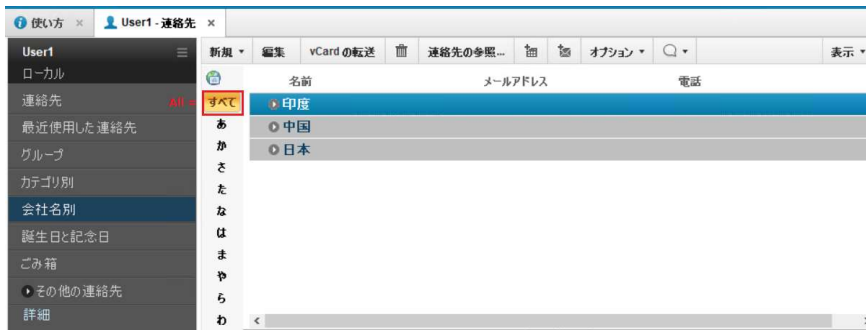 使い方 × User1 - 連絡先 ×
User1
ローカル
連絡先
最近使用した連絡先
グループ
カテゴリ別
会社名別
誕生日と記念日
ごみ箱
その他の連絡先
詳細
新規 編集 vCard の転送 連絡先の参照... オプション 表示
名前 メールアドレス 電話
すべて
あ
か
さ
た
な
は
ま
や
ら
わ
印度
中国
日本